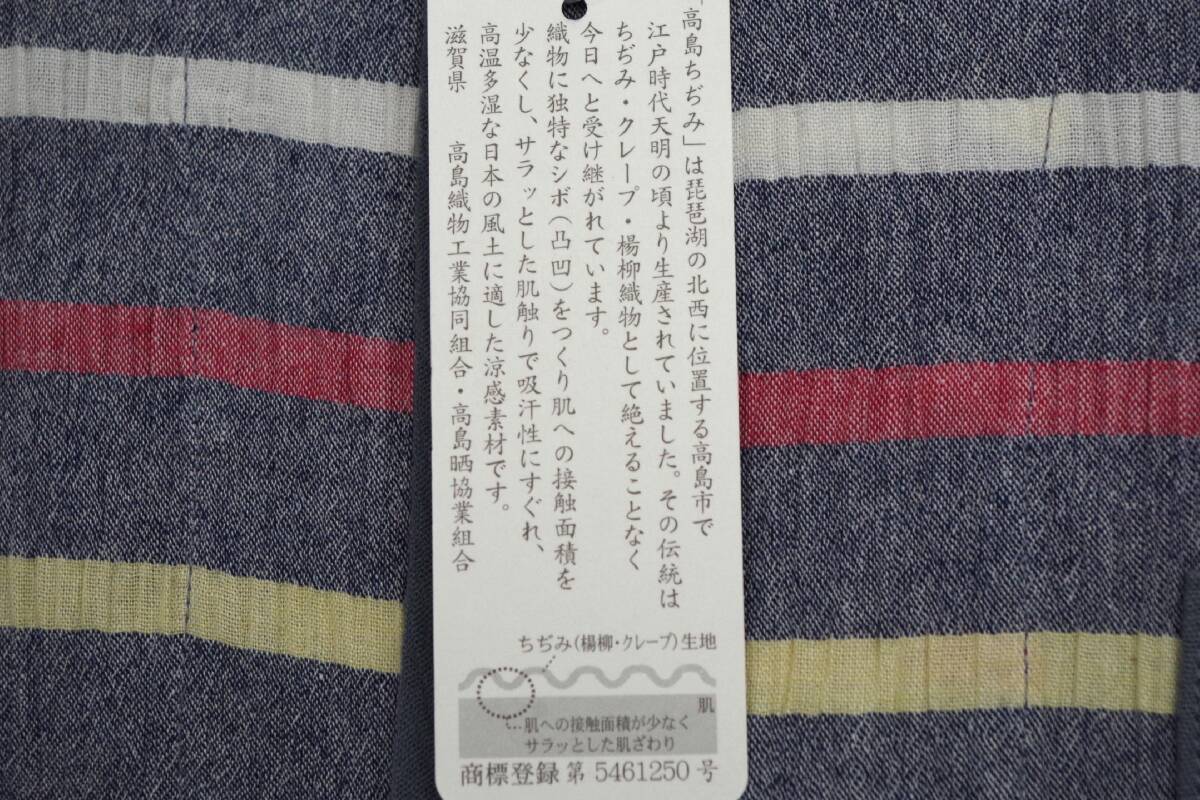 「高島ちぢみ」は琵琶湖の北西に位置する高島市で
江戸時代天明の頃より生産されていました。その伝統は
ちぢみ・クレープ・楊柳織物として絶えることなく
今日へと受け継がれています。
織物に独特なシボ(凸凹)をつくり肌への接触面積を
少なくし、サラッとした肌触りで吸汗性にすぐれ、
高温多湿な日本の風土に適した涼感素材です。
滋賀県　高島織物工業協同組合・高島晒協業組合
ちぢみ(楊柳・クレープ)生地
肌
肌への接触面積が少なく
サラッとした肌ざわり
商標登録 第 5461250 号